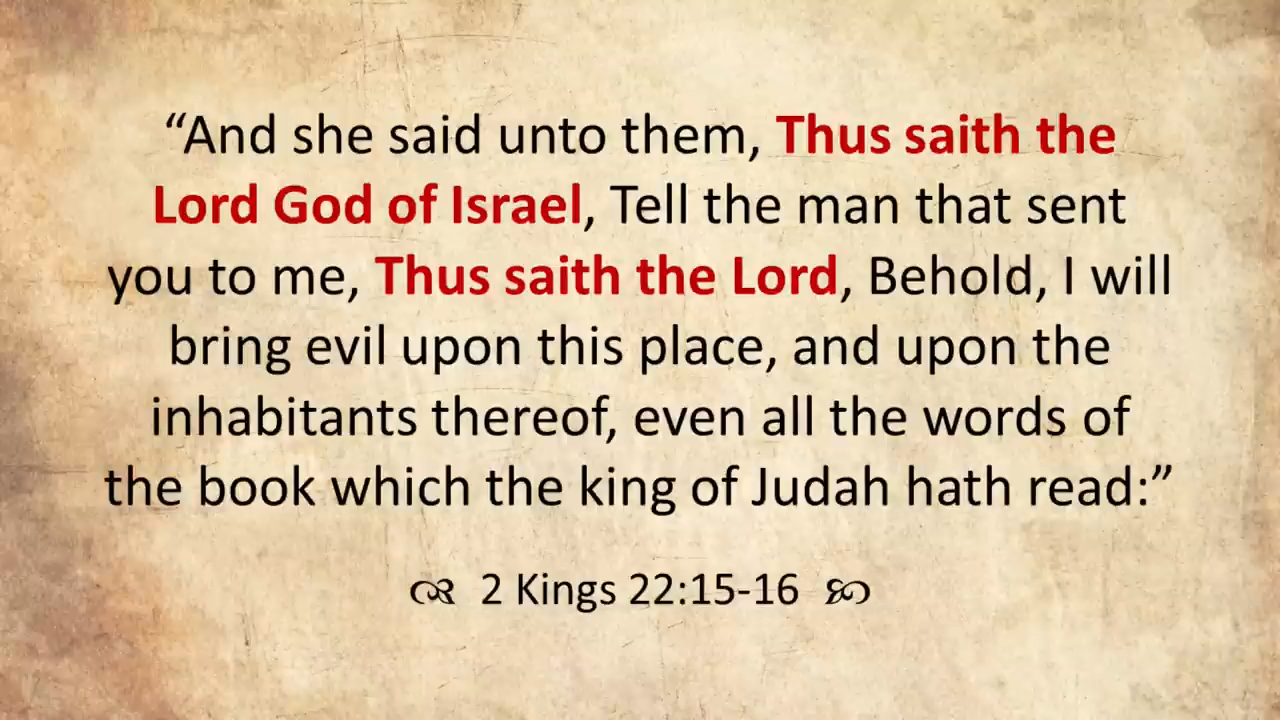 “And she said unto them, Thus saith the
Lord God of Israel, Tell the man that sent
you to me, Thus saith the Lord, Behold, I will
bring evil upon this place, and upon the
inhabitants thereof, even all the words of
the book which the king of Judah hath read:”
2 Kings 22:15-16